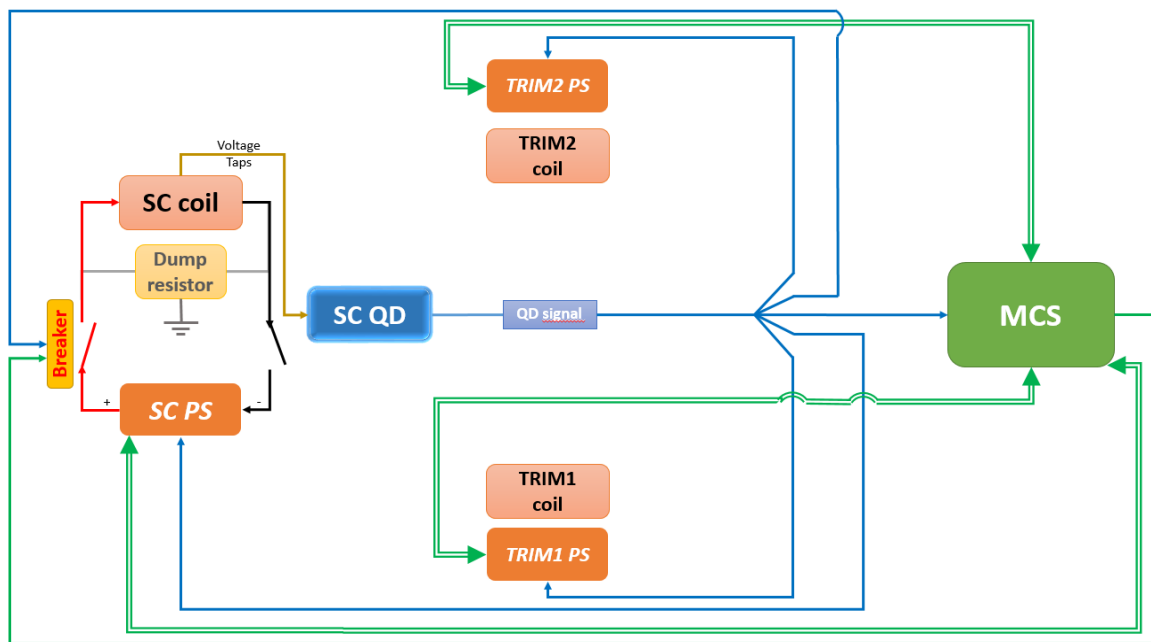 TRIM2 PS
TRIM2
coil
Voltage
Taps
SC coil
Dump
resistor
SC QD
QD signal
MCS
Breaker
+
SC PS
-
TRIM1
coil
TRIM1 PS